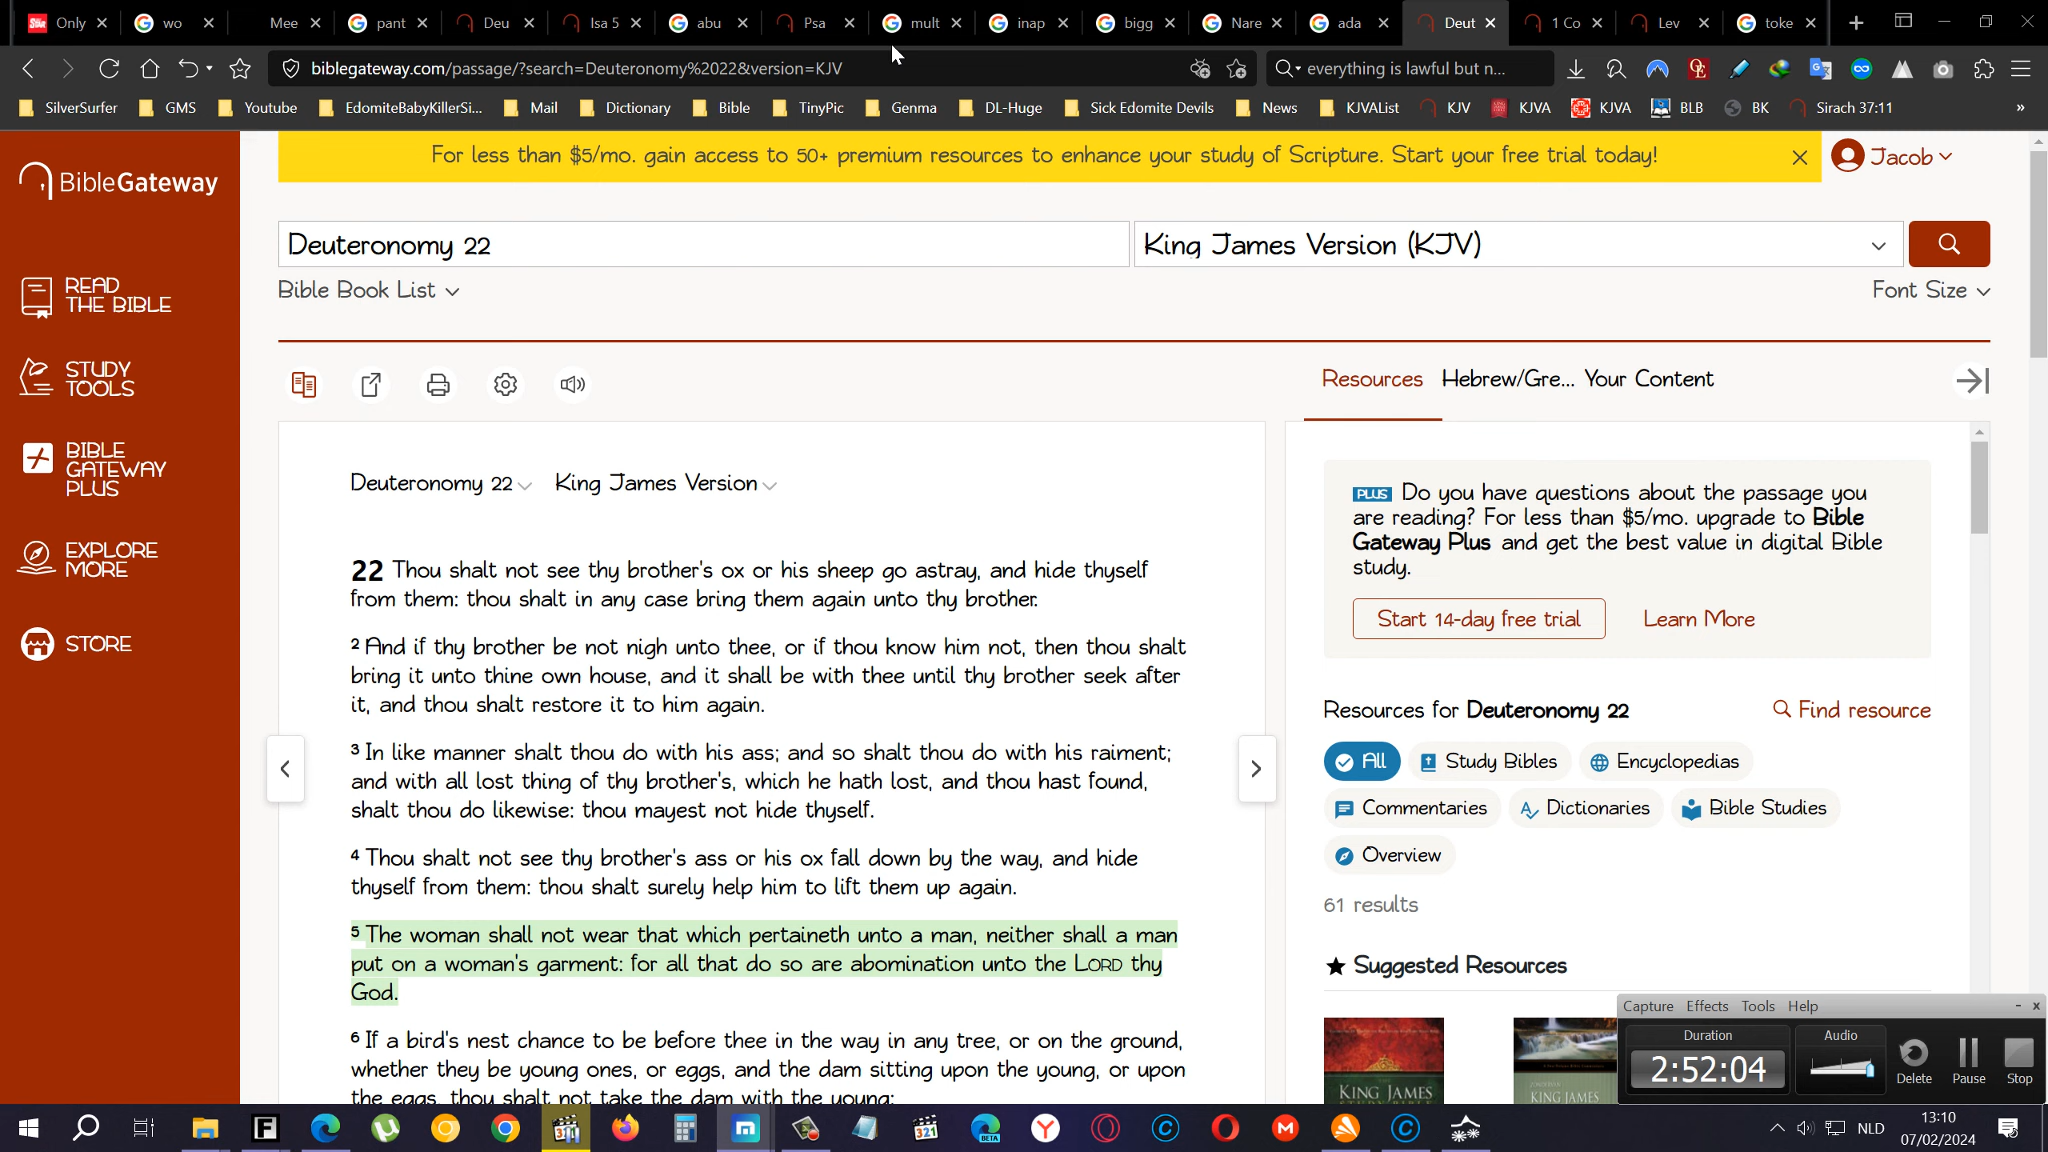 Only
wo
Mee
pant
Deu
Isa 5
abu
Psa
mult
inap
bigg
Nare
ada
Deut
1 Co
Lev
toke
biblegateway.com/passage/?search=Deuteronomy%2022&version=KJV
everything is lawful but n...
SilverSurfer
GMS
Youtube
EdomiteBabyKillerSi...
Mail
Dictionary
Bible
TinyPic
Genma
DL-Huge
Sick Edomite Devils
News
KJVAList
KJV
KJVA
KJVA
BLB
BK
Sirach 37:11
BibleGateway
For less than $5/mo. gain access to 50+ premium resources to enhance your study of Scripture. Start your free trial today!
Jacob
Deuteronomy 22
King James Version (KJV)
Bible Book List
Font Size
READ
THE BIBLE
STUDY
TOOLS
BIBLE
GATEWAY
PLUS
EXPLORE
MORE
STORE
Resources
Hebrew/Gre...
Your Content
Deuteronomy 22
King James Version
22 Thou shalt not see thy brother's ox or his sheep go astray, and hide thyself
from them: thou shalt in any case bring them again unto thy brother.
2 And if thy brother be not nigh unto thee, or if thou know him not, then thou shalt
bring it unto thine own house, and it shall be with thee until thy brother seek after
it, and thou shalt restore it to him again.
3 In like manner shalt thou do with his ass; and so shalt thou do with his raiment;
and with all lost thing of thy brother's, which he hath lost, and thou hast found,
shalt thou do likewise: thou mayest not hide thyself.
4 Thou shalt not see thy brother's ass or his ox fall down by the way, and hide
thyself from them: thou shalt surely help him to lift them up again.
5 The woman shall not wear that which pertaineth unto a man, neither shall a man
put on a woman's garment: for all that do so are abomination unto the LORD thy
God.
6 If a bird's nest chance to be before thee in the way in any tree, or on the ground,
whether they be young ones, or eggs, and the dam sitting upon the young, or upon
the eggs, thou shalt not take the dam with the young:
PLUS Do you have questions about the passage you
are reading? For less than $5/mo. upgrade to Bible
Gateway Plus and get the best value in digital Bible
study.
Start 14-day free trial
Learn More
Resources for Deuteronomy 22
Find resource
All
Study Bibles
Encyclopedias
Commentaries
Dictionaries
Bible Studies
Overview
61 results
Suggested Resources
KING JAMES
KING JAMES
Capture Effects Tools Help
Duration
Audio
2:52:04
Delete
Pause
Stop
321
BETA
NLD
13:10
07/02/2024